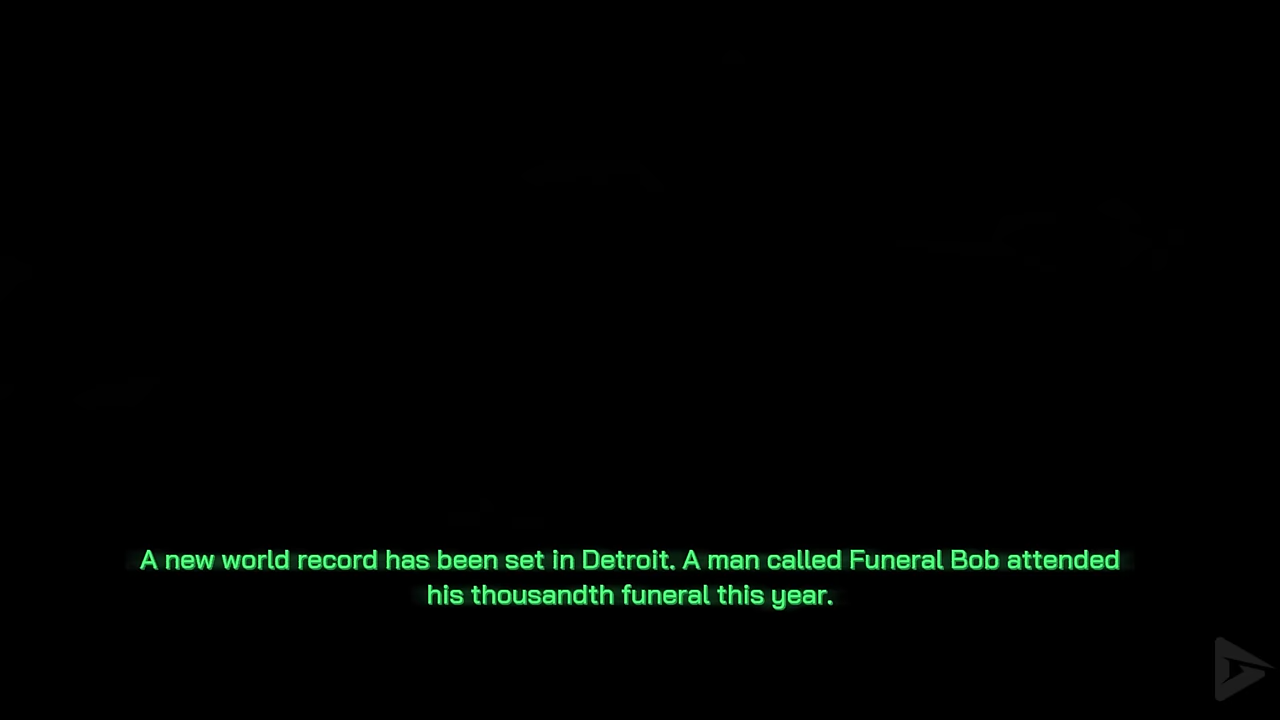 A new world record has been set in Detroit. A man called Funeral Bob attended
his thousandth funeral this year.